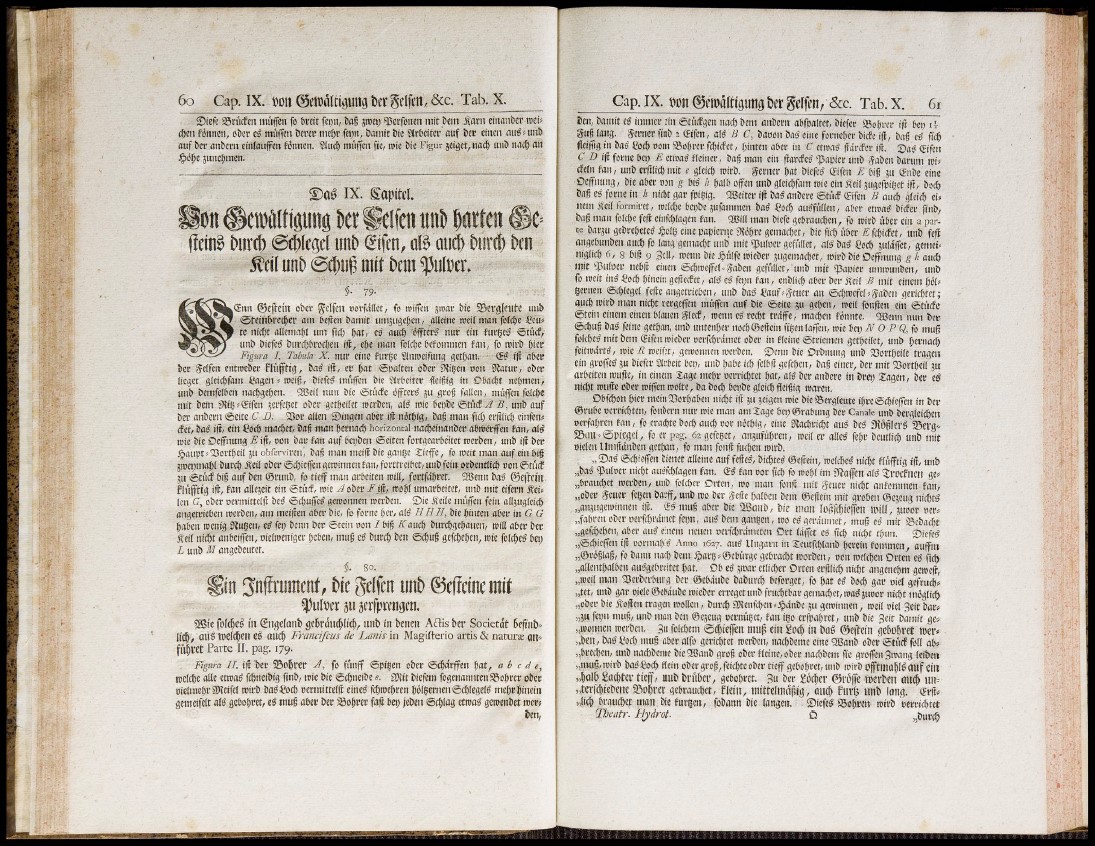 60 Cap. IX. von Gewältigung der Felsen, &c. Tab. X.
Diese Brücken müssen so breit seyn, daß zwey Personen mit dem Karn einander wei-
chen können, oder es müssen derer mehr seyn, damit die Arbeiter auf der einen aus- und
auf der andern einlauffen können. Auch müssen sie, wie die Figur zeiget, nach und nach an
Höhe zunehmen.
Das IX. Capitel.
Von Gewältigung der Felsen und harten Ge-
steins durch Schlegel und Eisen, als auch durch den
Keil und Schuß mit dem Pulver.
§. 79.
WEnn Gestein oder Felsen vorfället, so wissen zwar die Bergleute und
Steinbrecher am besten damit umzugehen, alleine weil man solche Leu-
te nicht allemahl um sich hat, es auch öffters nur ein kurtzes Stück,
und dieses durchbrochen ist, ehe man solche bekommen kan, so wird hier
Figura I, Tabula X. nur eine kurtze Anweisung gethan. Es ist aber
der Felsen entweder klüfftig, das ist, er hat Spalten oder Ritzen von Natur, oder
lieget gleichsam Lagen-weiß, dieses müssen die Arbeiter fleißig in Obacht nehmen,
und demselben nachgehen. Weil nun die Stücke öffters zu groß fallen, müssen solche
mit dem Ritz-Eisen zersetzet oder getheilet werden, als wie beyde Stück A B, und auf
der andern Seite C D. Vor allen Dingen aber ist nöthig, daß man sich erstlich einsen-
cket, das ist, ein Loch machet, daß man hernach horizontal nacheinander abwerffen kan, als
wie die Oeffnung E ist, von dar kan auf beyden Seiten fortgearbeitet werden, und ist der
Haupt-Vortheil zu observiren, daß man meist die gantze Tieffe, so weit man auf ein biß
zweymahl durch Keil oder Schiessen gewinnen kan, forttreibet, und fein ordentlich von Stück
zu Stück biß auf den Grund, so tieff man arbeiten will, fortfähret. Wenn das Gestein
klüfftig ist, kan allezeit ein Stück, wie A oder F ist, wohl umarbeitet, und mit eisern Kei-
len G, oder vermittelst des Schusses gewonnen werden. Die Keile müssen fein allzugleich
angetrieben werden, am meisten aber die, so forne her, als H H H, die hinten aber in G G
haben wenig Nutzen, es sey denn der Stein von I biß K auch durchgehauen, will aber der
Keil nicht anbeissen, vielweniger heben, muß es durch den Schuß geschehen, wie solches bey
L und M angedeutet.
§. 80.
Ein Instrument, die Felsen und Gesteine mit
Pulver zu zersprengen.
Wie solches in Engeland gebräuchlich, und in denen Actis der Societät befind-
lich, aus welchen es auch Franciscus de Lanis in Magisterio artis & naturæ an-
führet Parte II. pag. 179.
Figura II, ist der Bohrer A, so fünff Spitzen oder Schärffen hat, a b c d e,
welche alle etwas schneidig sind, wie die Schneide e. Mit diesem sogenannten Bohrer oder
vielmehr Meisel wird das Loch vermittelst eines schwehren höltzernen Schlegels mehr hinein
gemeiselt als gebohret, es muß aber der Bohrer fast bey jeden Schlag etwas gewendet wer-
den,
Cap. IX. von Gewältigung der Felsen, &c. Tab. X. 61
den, damit es immer ein Stückgen nach dem andern abspaltet, dieser Bohrer ist bey 1½
Fuß lang. Ferner sind 2 Eisen, als B C, davon das eine forneher dicke ist, daß es sich
fleissig in das Loch vom Bohrer schicket, hinten aber in C etwas stärcker ist. Das Eisen
C D ist forne bey E etwas kleiner, daß man ein starckes Papier und Faden darum wi-
ckeln kan, und erstlich mit e gleich wird. Ferner hat dieses Eisen E biß zu Ende eine
Oeffnung, die aber von g biß h halb offen und gleichsam wie ein Keil zugespitzet ist, doch
daß es forne in h nicht gar spitzig. Weiter ist das andere Stück Eisen B auch gleich ei-
nem Keil formiret, welche beyde zusammen das Loch ausfüllen, aber etwas dicker sind,
daß man solche fest einschlagen kan. Will man diese gebrauchen, so wird über ein a par-
te darzu gedrehetes Holtz eine papierne Röhre gemachet, die sich über E schicket, und fest
angebunden auch so lang gemacht und mit Pulver gefüllet, als das Loch zulässet, gemei-
niglich 6, 8 biß 9 Zoll, wenn die Hülse wieder zugemachet, wird die Oeffnung g h auch
mit Pulver nebst einen Schwefel-Faden gefüllet, und mit Papier umwunden, und
so weit ins Loch hinein gestecket, als es seyn kan, endlich aber der Keil B mit einem höl-
tzernen Schlegel feste angetrieben, und das Lauf-Feuer an Schwefel-Faden gerichtet;
auch wird man nicht vergessen müssen auf die Seite zu gehen, weil sonsten ein Stücke
Stein einem einen blauen Fleck, wenn es recht träffe, machen könnte. Wenn nun der
Schuß das seine gethan, und untenher noch Gestein sitzen lassen, wie bey N O P Q, so muß
solches mit dem Eisen wieder verschrämet oder in kleine Striemen getheilet, und hernach
seitwärts, wie R weiset, gewonnen werden. Denn die Ordnung und Vortheile tragen
ein grosses zu dieser Arbeit bey, und habe ich selbst gesehen, daß einer, der mit Vortheil zu
arbeiten wuste, in einem Tage mehr verrichtet hat, als der andere in drey Tagen, der es
nicht wuste oder wissen wolte, da doch beyde gleich fleißig waren.
Obschon hier mein Vorhaben nicht ist zu zeigen wie die Bergleute ihre Schiessen in der
Grube verrichten, sondern nur wie man am Tage bey Grabung der Canale und dergleichen
verfahren kan, so erachte doch auch vor nöthig, eine Nachricht aus des Rößlers Berg-
Bau-Spiegel, so er pag. 62 gesetzet, anzuführen, weil er alles sehr deutlich und mit
vielen Umständen gethan, so man sonst suchen wird.
„Das Schiessen dienet alleine auf festes, dichtes Gestein, welches nicht klüfftig ist, und
„das Pulver nicht ausschlagen kan. Es kan vor sich so wohl im Nassen als Trocknen ge-
„brauchet werden, und solcher Orten, wo man sonst mit Feuer nicht ankommen kan,
„oder Feuer setzen darff, und wo der Feste halben dem Gestein mit groben Gezeug nichts
„anzugewinnen ist. Es muß aber die Wand, die man loßschiessen will, zuvor ver-
„fahren oder verschrämet seyn, aus dem gantzen, wo es geräumet, muß es mit Bedacht
„geschehen, aber aus einem neuen verschrämeten Ort lässet es sich nicht thun. Dieses
„Schiessen ist vormahls Anno 1627. aus Ungarn in Teutschland herein kommen, auffm
„Größlaß, so dann nach dem Hartz-Gebürge gebracht worden, von welchen Orten es sich
„allenthalben ausgebreitet hat. Ob es zwar etlicher Orten erstlich nicht angenehm gewest,
„weil man Verderbung der Gebäude dadurch besorget, so hat es doch gar viel gefruch-
„tet, und gar viele Gebäude wieder erreget und fruchtbar gemachet, was zuvor nicht möglich
„oder die Kosten tragen wollen, durch Menschen-Hände zu gewinnen, weil viel Zeit dar-
„zu seyn muß, und man den Gezeug vernützet, kan itzo ersparet, und die Zeit damit ge-
„wonnen werden. Zu solchem Schiessen muß ein Loch in das Gestein gebohret wer-
„den, das Loch muß aber also gerichtet werden, nachdeme eine Wand oder Stück soll ab-
„brechen, und nachdeme die Wand groß oder kleine, oder nachdem sie grossen Zwang leiden
„muß, wird das Loch klein oder groß, seichte oder tieff gebohret, und wird offtmahls auf ein
„halb Lachter tieff, und drüber, gebohret. Zu der Löcher Grösse werden auch un-
„terschiedene Bohrer gebrauchet, klein, mittelmäßig, auch kurtz und lang. Erst-
„lich brauchet man die kurtzen, sodann die langen. Dieses Bohren wird verrichtet
Theatr. Hydrot. Q „durch